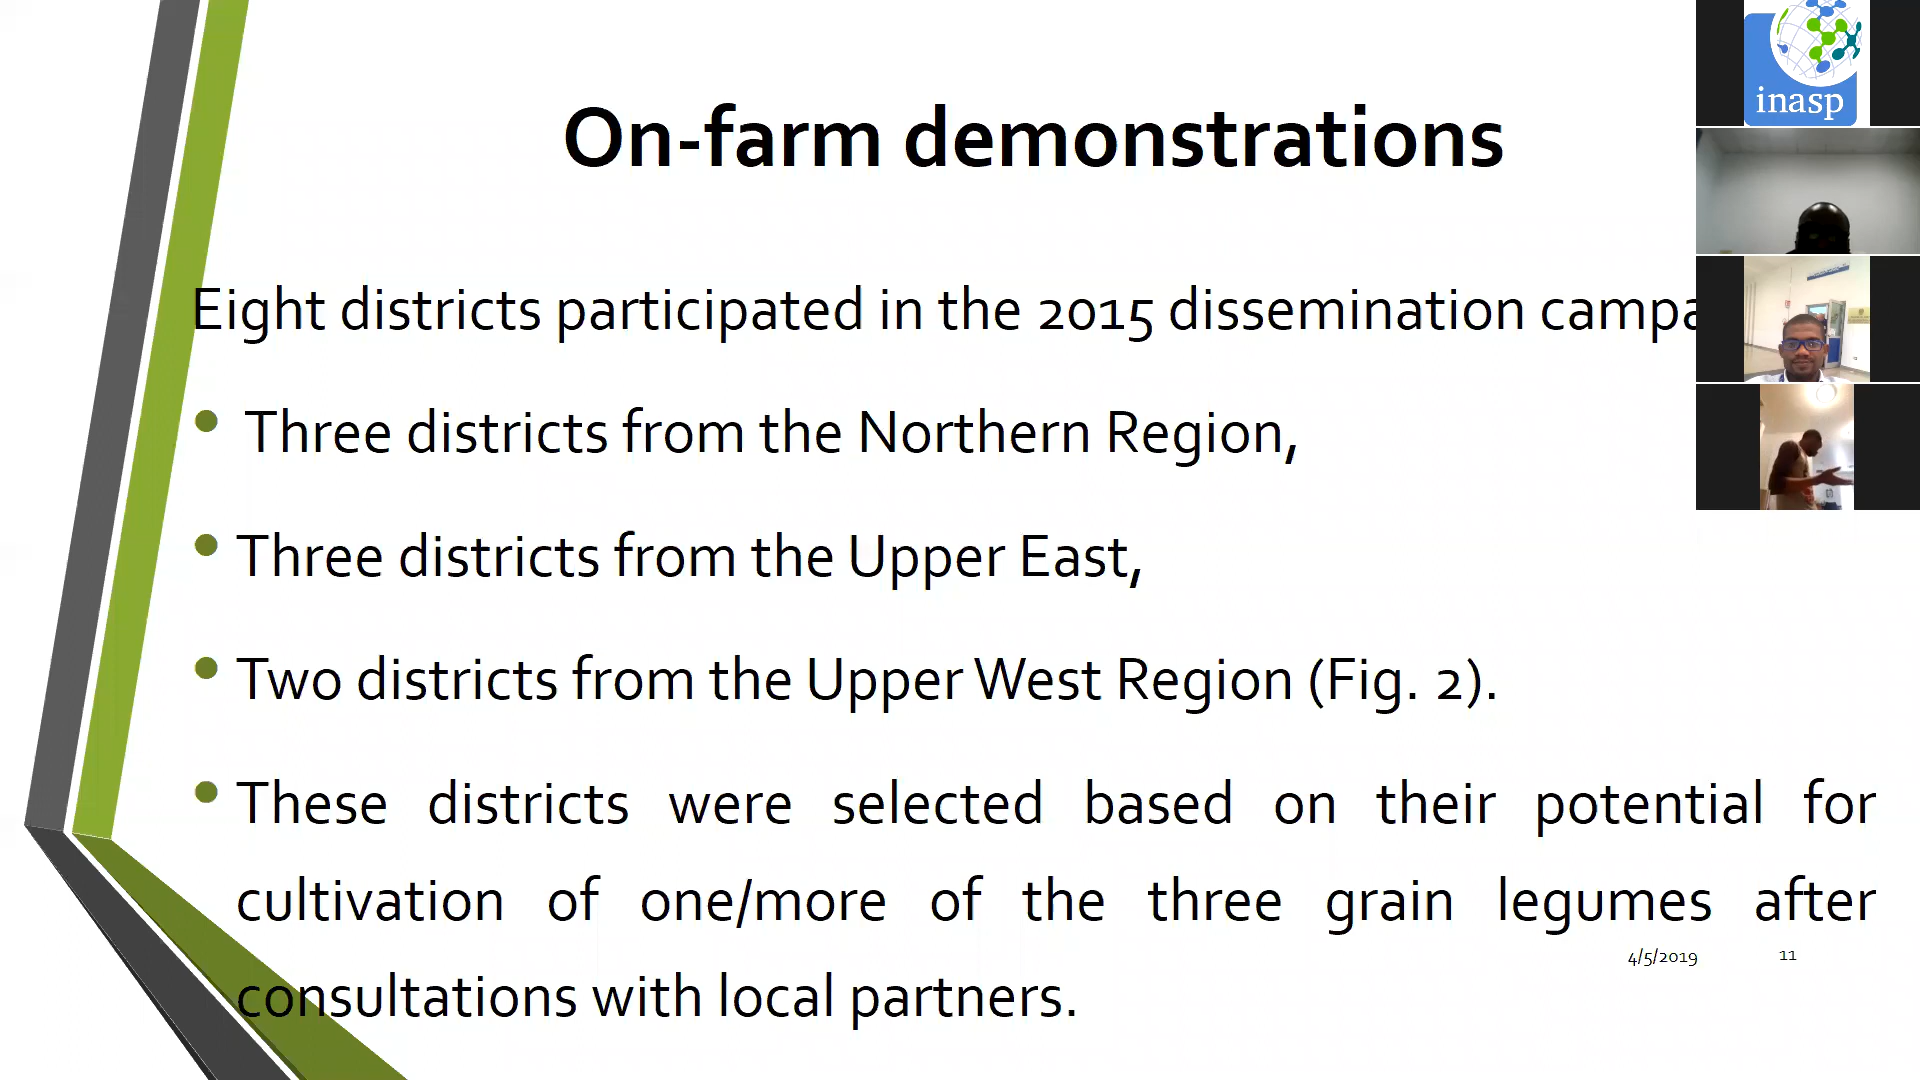 On-farm demonstrations
inasp
Eight districts participated in the 2015 dissemination campa
• Three districts from the Northern Region,
• Three districts from the Upper East,
• Two districts from the Upper West Region (Fig. 2).
• These districts were selected based on their potential for
cultivation of one/more of the three grain legumes after
consultations with local partners.
4/5/2019
11